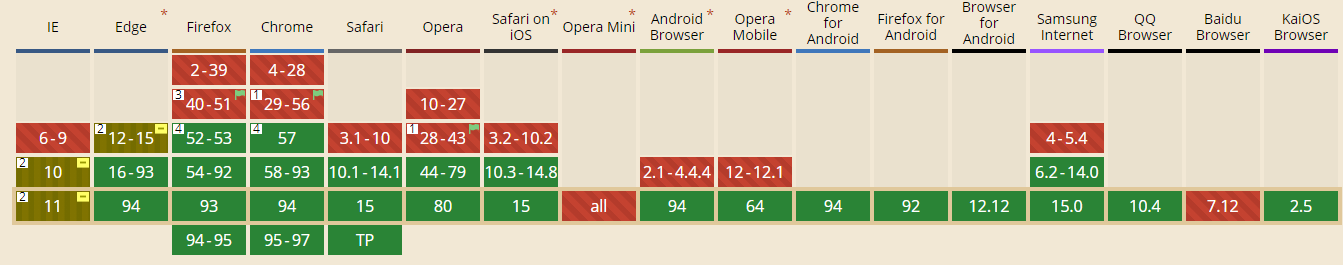 IE Edge * Firefox Chrome Safari Opera Safari on iOS * Opera Mini * Android Browser * Opera Mobile * Chrome for Android Firefox for Android Browser for Android Samsung Internet QQ Browser Baidu Browser KaiOS Browser
2-39 4-28
3 40-51 1 29-56 10-27
6-9 2 12-15 4 52-53 4 57 3.1-10 1 28-43 3.2-10.2 4-5.4
2 10 16-93 54-92 58-93 10.1-14.1 44-79 10.3-14.8 2.1-4.4.4 12-12.1 6.2-14.0
2 11 94 93 94 15 80 15 all 94 64 94 92 12.12 15.0 10.4 7.12 2.5
94-95 95-97 TP